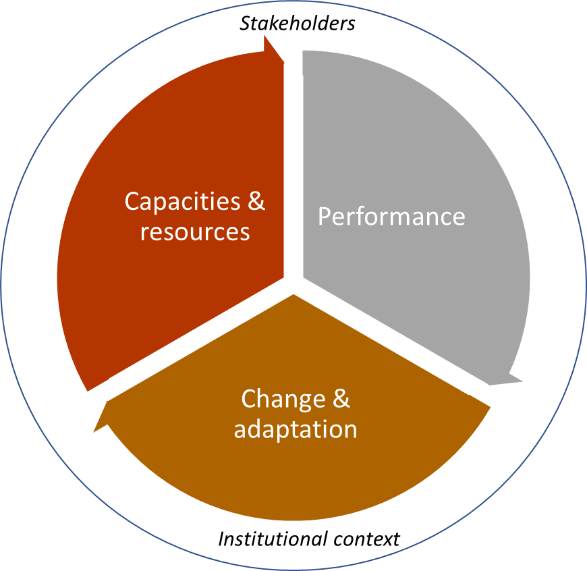 Stakeholders
Capacities &
resources
Performance
Change &
adaptation
Institutional context